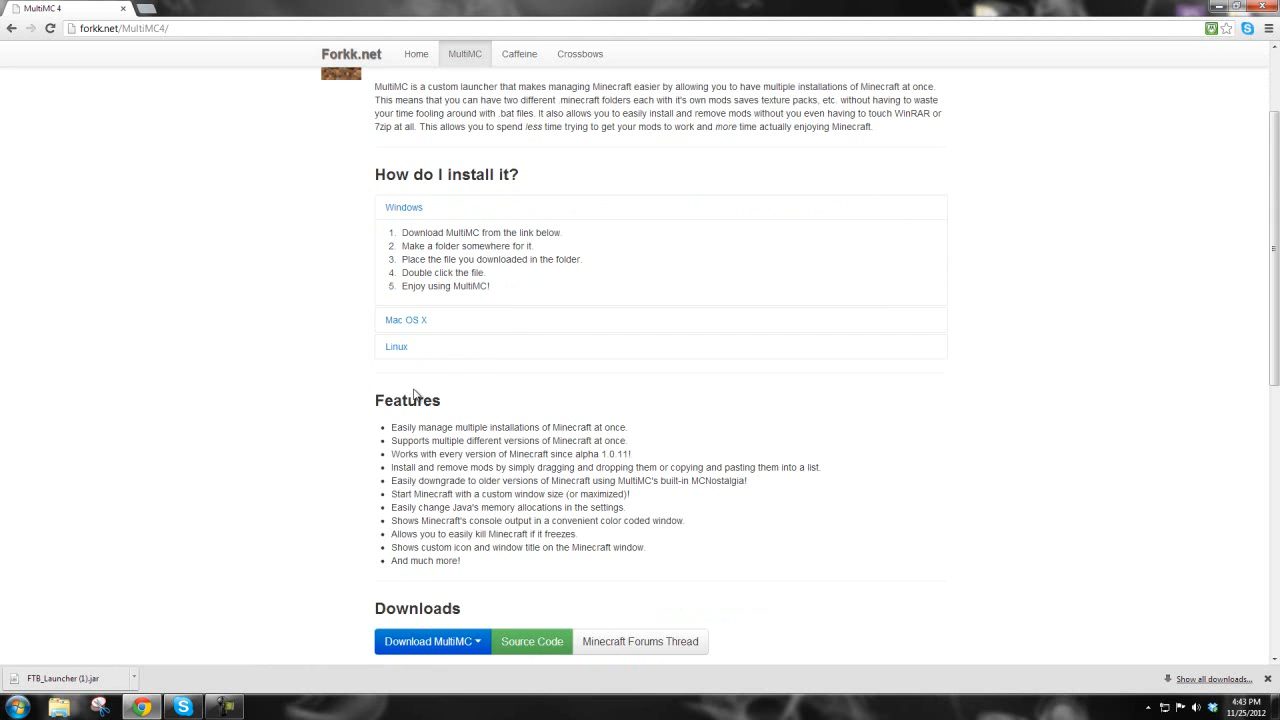 MultiMC 4
forkk.net/MultiMC4/
Forkk.net Home MultiMC Caffeine Crossbows
MultiMC is a custom launcher that makes managing Minecraft easier by allowing you to have multiple installations of Minecraft at once.
This means that you can have two different .minecraft folders each with it's own mods saves texture packs, etc. without having to waste
your time fooling around with .bat files. It also allows you to easily install and remove mods without you even having to touch WinRAR or
7zip at all. This allows you to spend less time trying to get your mods to work and more time actually enjoying Minecraft.
How do I install it?
Windows
1. Download MultiMC from the link below.
2. Make a folder somewhere for it.
3. Place the file you downloaded in the folder.
4. Double click the file.
5. Enjoy using MultiMC!
Mac OS X
Linux
Features
Easily manage multiple installations of Minecraft at once.
Supports multiple different versions of Minecraft at once.
Works with every version of Minecraft since alpha 1.0.11!
Install and remove mods by simply dragging and dropping them or copying and pasting them into a list.
Easily downgrade to older versions of Minecraft using MultiMC's built-in MCNostalgia!
Start Minecraft with a custom window size (or maximized)!
Easily change Java's memory allocations in the settings.
Shows Minecraft's console output in a convenient color coded window.
Allows you to easily kill Minecraft if it freezes.
Shows custom icon and window title on the Minecraft window.
And much more!
Downloads
Download MultiMC Source Code Minecraft Forums Thread
FTB_Launcher (1).jar
Show all downloads...
4:43 PM
11/25/2012